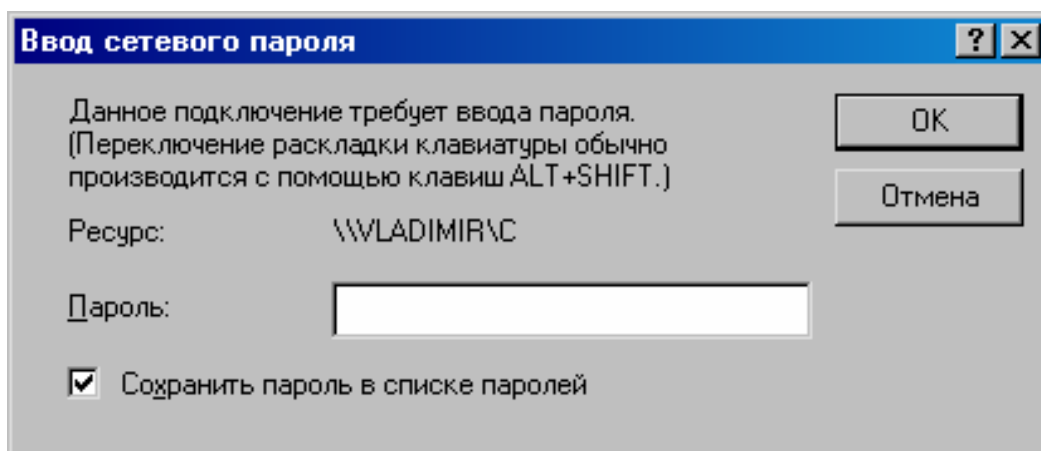 Ввод сетевого пароля
Данное подключение требует ввода пароля.
(Переключение раскладки клавиатуры обычно
производится с помощью клавиш ALT+SHIFT.)
OK
Отмена
Ресурс: \\VLADIMIR\C
Пароль:
Сохранить пароль в списке паролей